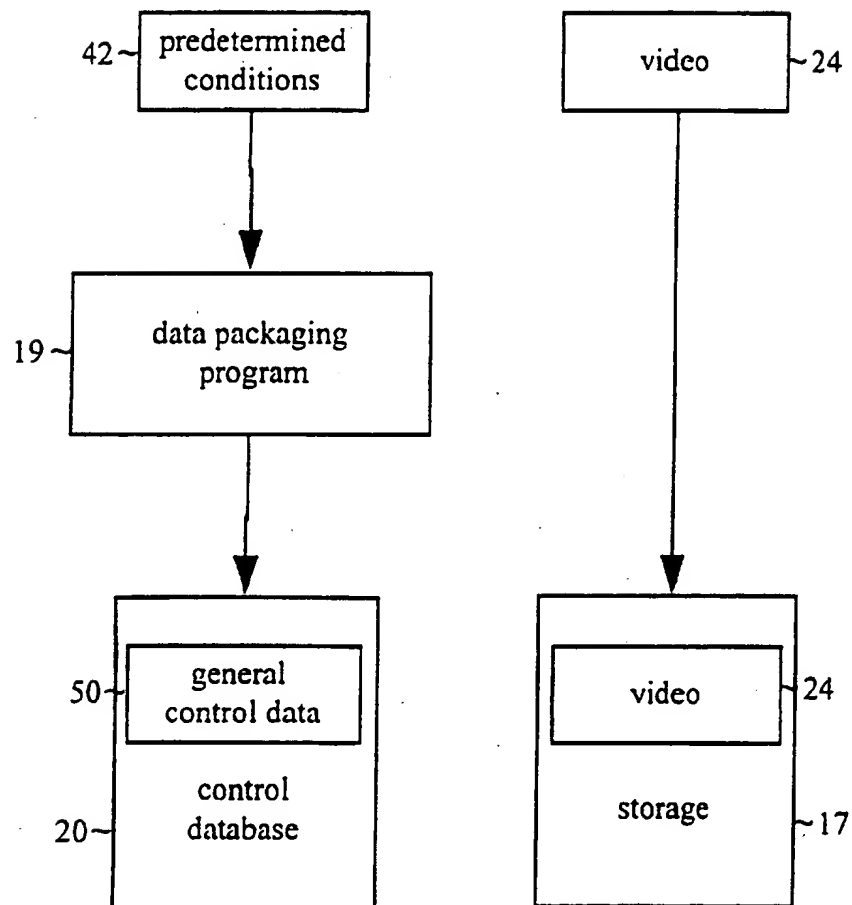 42
predetermined
conditions
video
24
19
data packaging
program
50
general
control data
video
24
control
database
20
storage
17